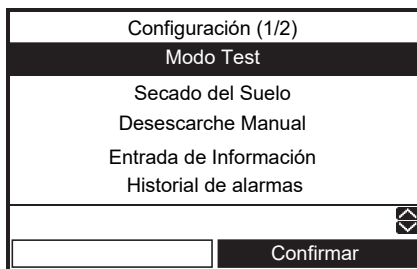 Configuración (1/2)
Modo Test
Secado del Suelo
Desescarche Manual
Entrada de Información
Historial de alarmas
Confirmar